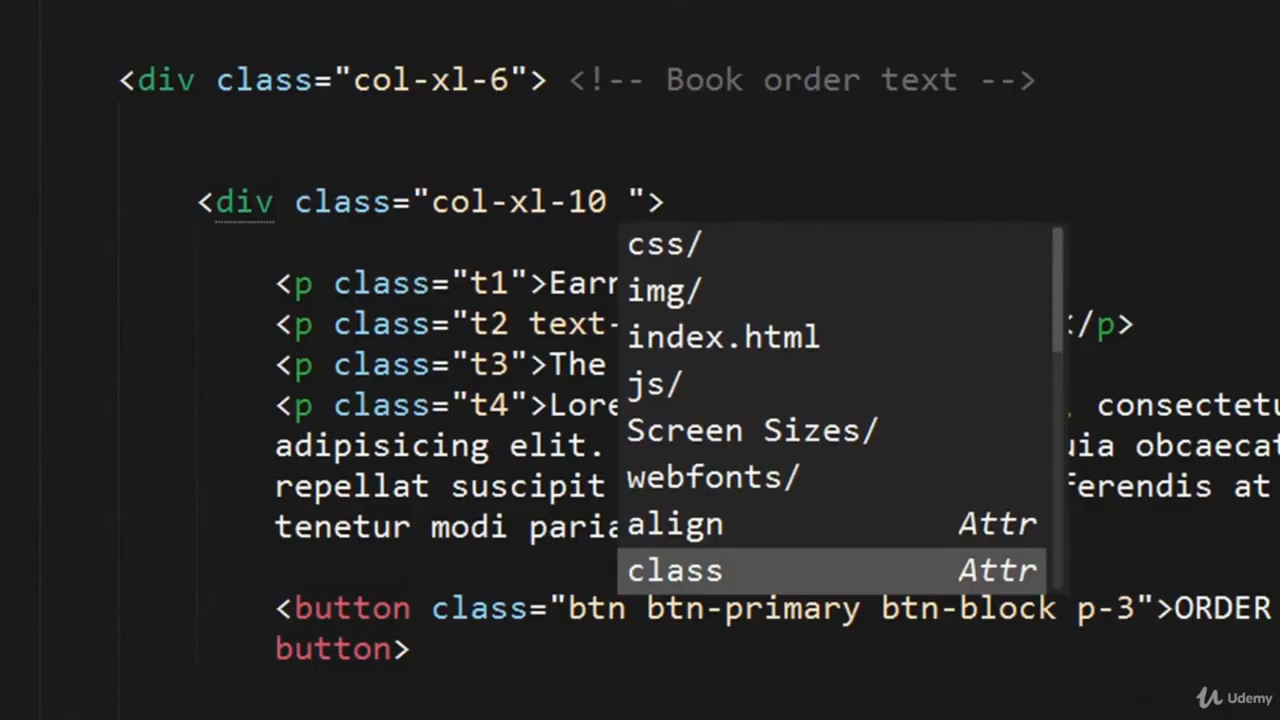 <div class="col-xl-6"> <!-- Book order text -->
<div class="col-xl-10 ">
css/
<p class="t1">Earn
img/
<p class="t2 text-
/p>
index.html
<p class="t3">The
js/
<p class="t4">Lore
consectetu
Screen Sizes/
adipisicing elit.
uia obcaecat
webfonts/
repellat suscipit
ferendis at
align Attr
tenetur modi paria
class Attr
<button class="btn btn-primary btn-block p-3">ORDER
button>
Udemy